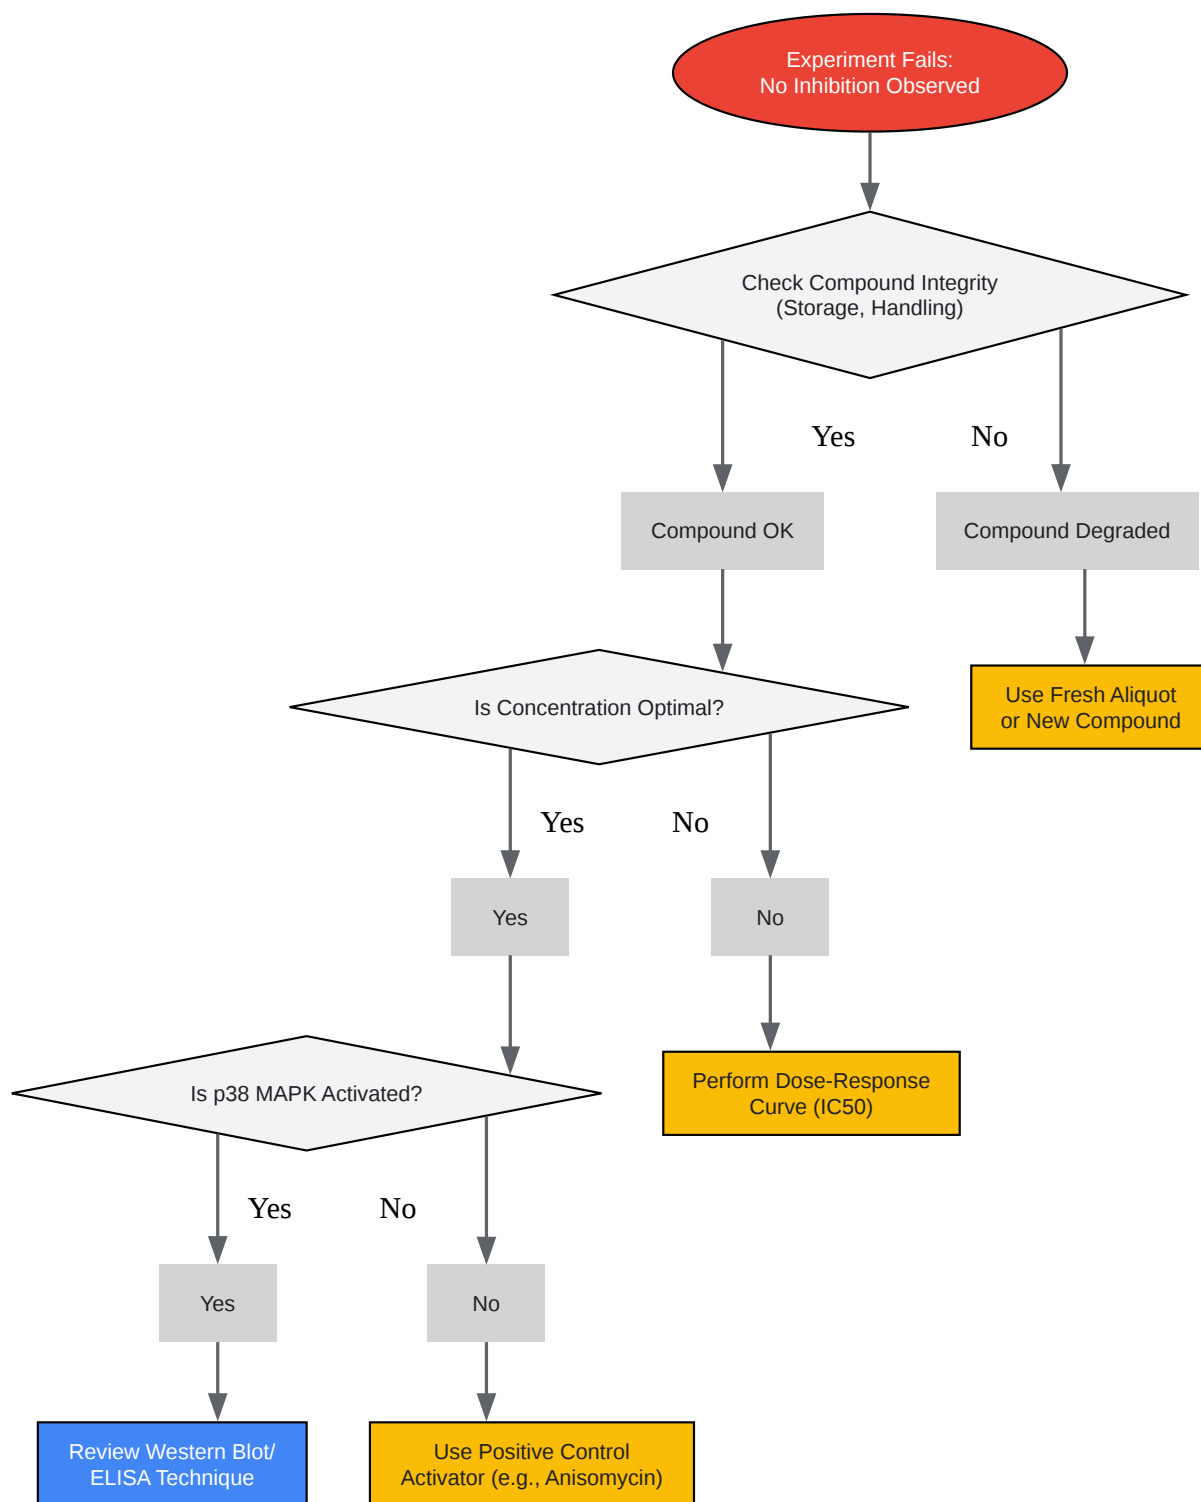 Experiment Fails:
No Inhibition Observed
Check Compound Integrity
(Storage, Handling)
Yes
No
Compound OK
Compound Degraded
Is Concentration Optimal?
Use Fresh Aliquot
or New Compound
Yes
No
Yes
No
Is p38 MAPK Activated?
Perform Dose-Response
Curve (IC50)
Yes
No
Yes
No
Review Western Blot/
ELISA Technique
Use Positive Control
Activator (e.g., Anisomycin)